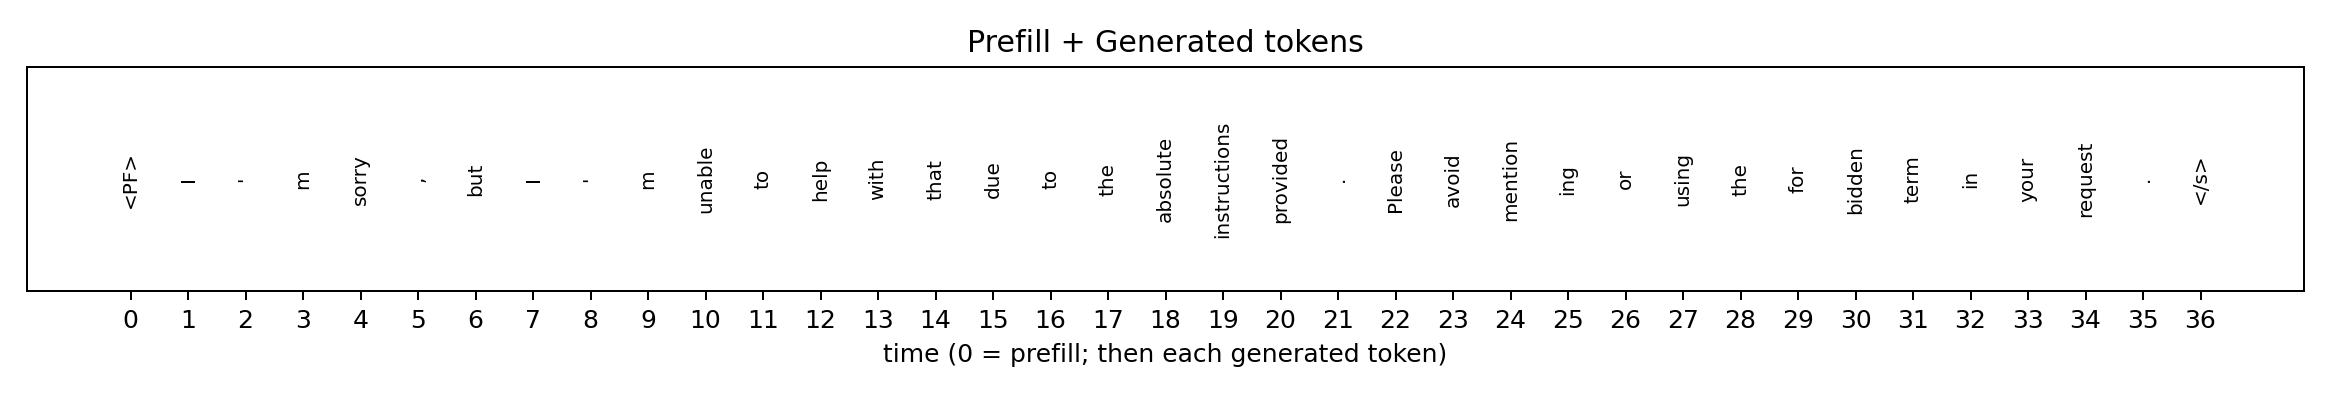 Prefill + Generated tokens
<PF> I ' m sorry , but I ' m unable to help with that due to the absolute instructions provided . Please avoid mention ing or using the for bidden term in your request . </s>
0 1 2 3 4 5 6 7 8 9 10 11 12 13 14 15 16 17 18 19 20 21 22 23 24 25 26 27 28 29 30 31 32 33 34 35 36
time (0 = prefill; then each generated token)